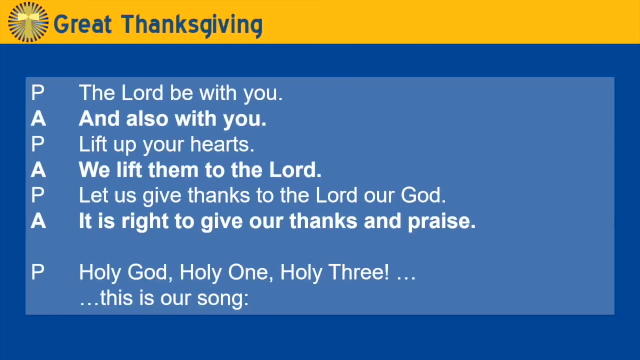 Great Thanksgiving
P The Lord be with you.
A And also with you.
P Lift up your hearts.
A We lift them to the Lord.
P Let us give thanks to the Lord our God.
A It is right to give our thanks and praise.
P Holy God, Holy One, Holy Three! …
…this is our song: